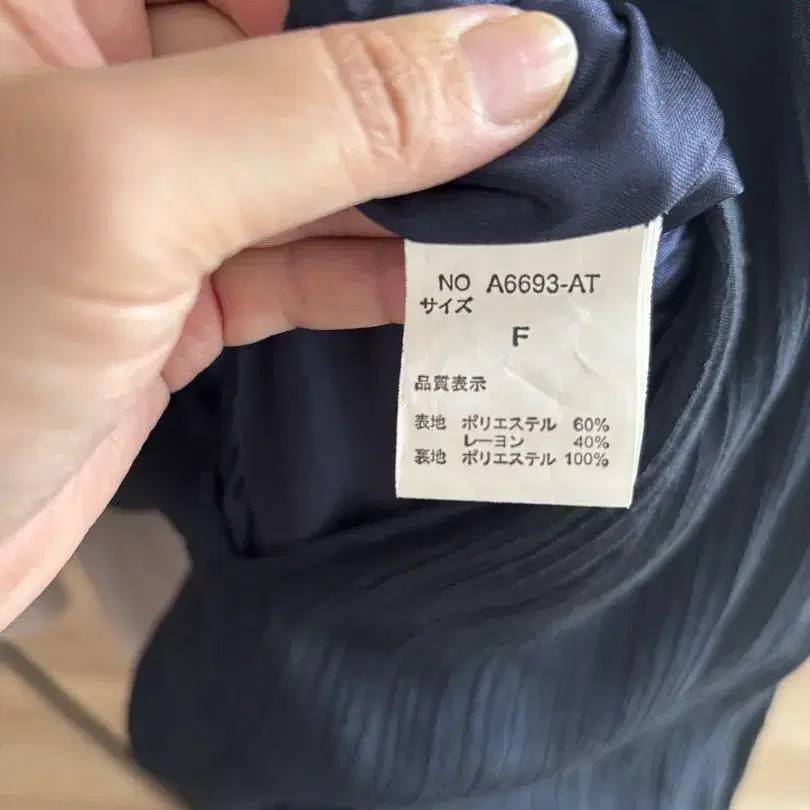 NO A6693-AT
サイズ
F
品質表示
表地 ポリエステル 60%
レーヨン 40%
裏地 ポリエステル 100%